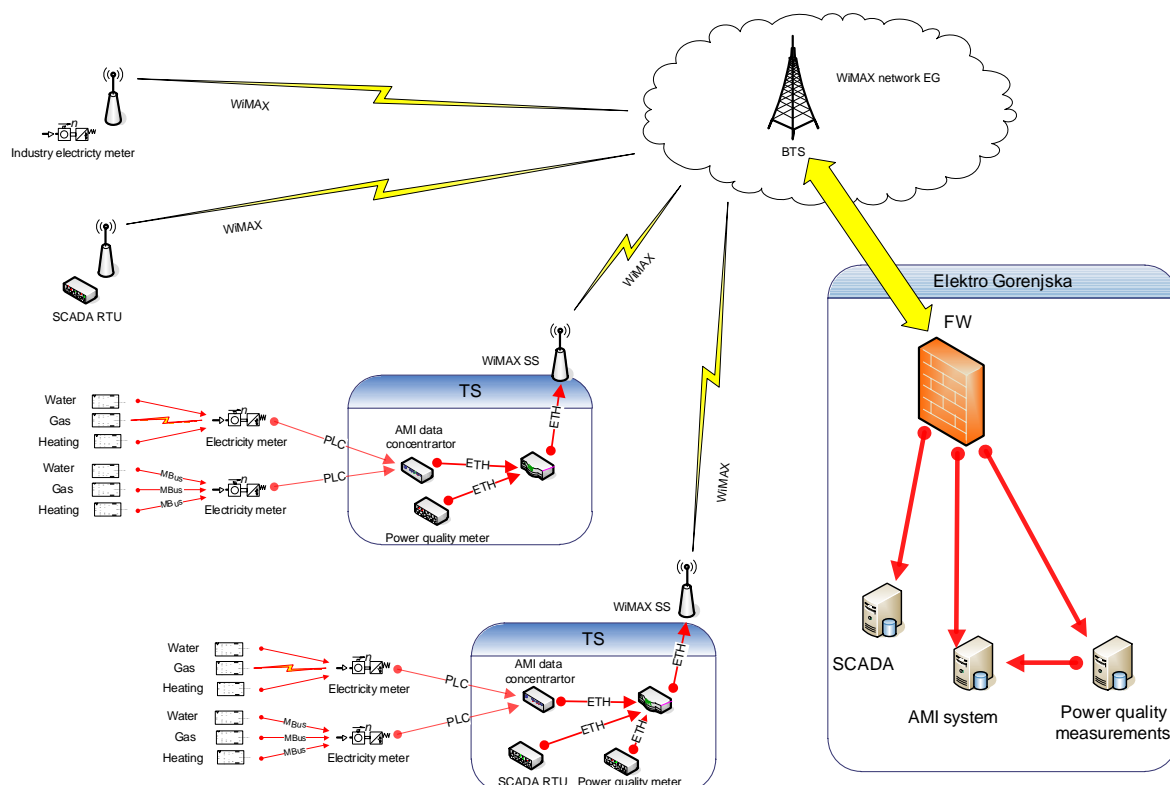 WiMAX network EG
BTS
WiMAX
Industry electricty meter
WiMAX
SCADA RTU
WiMAX
WiMAX
Elektro Gorenjska
FW
SCADA
AMI system
Power quality
measurements
WiMAX SS
TS
Water
Gas
Heating
Electricity meter
PLC
AMI data
concentrartor
ETH
ETH
ETH
Water
Gas
Heating
MBus
MBus
MBus
Electricity meter
PLC
Power quality meter
WiMAX SS
TS
Water
Gas
Heating
Electricity meter
PLC
AMI data
concentrartor
ETH
ETH
ETH
ETH
Water
Gas
Heating
MBus
MBus
MBus
Electricity meter
PLC
SCADA RTU
Power quality meter